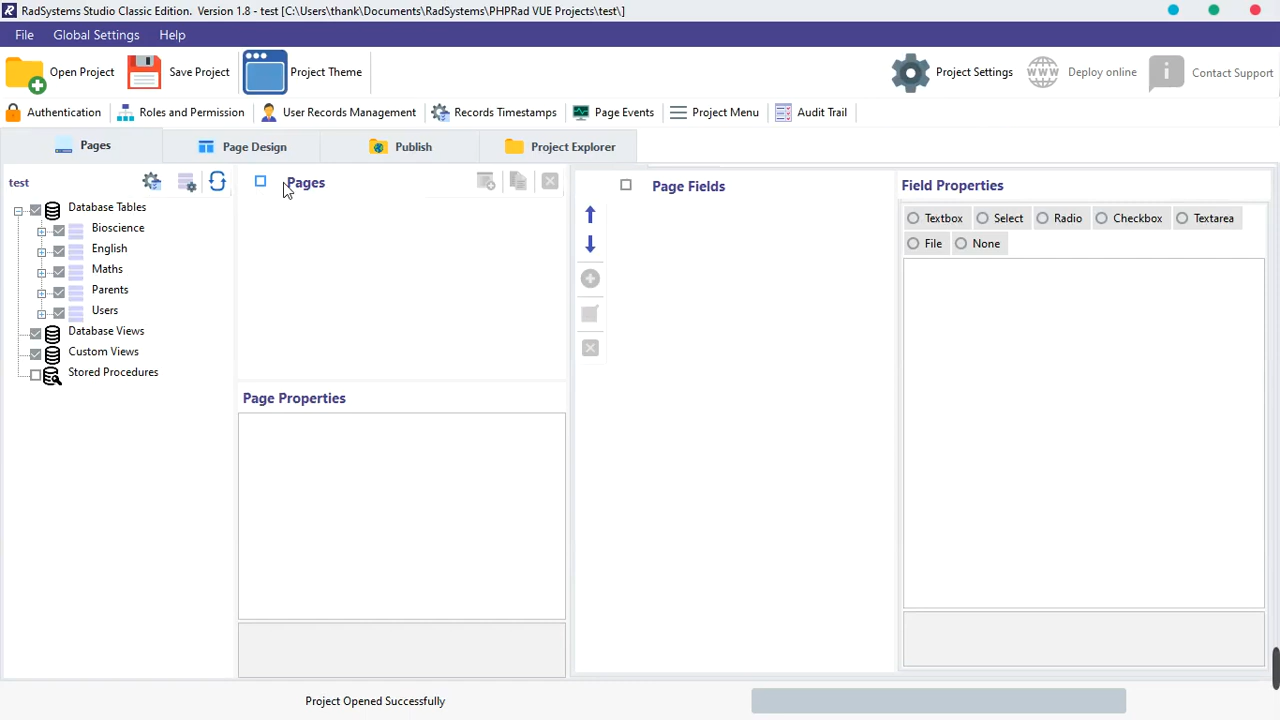 RadSystems Studio Classic Edition. Version 1.8 - test [C:\Users\thank\Documents\RadSystems\PHPRad VUE Projects\test\]
File Global Settings Help
Open Project Save Project Project Theme Project Settings WWW Deploy online Contact Support
Authentication Roles and Permission User Records Management Records Timestamps Page Events Project Menu Audit Trail
Pages Page Design Publish Project Explorer
test
Database Tables
Bioscience
English
Maths
Parents
Users
Database Views
Custom Views
Stored Procedures
Pages
Page Properties
Page Fields
Field Properties
Textbox Select Radio Checkbox Textarea
File None
Project Opened Successfully